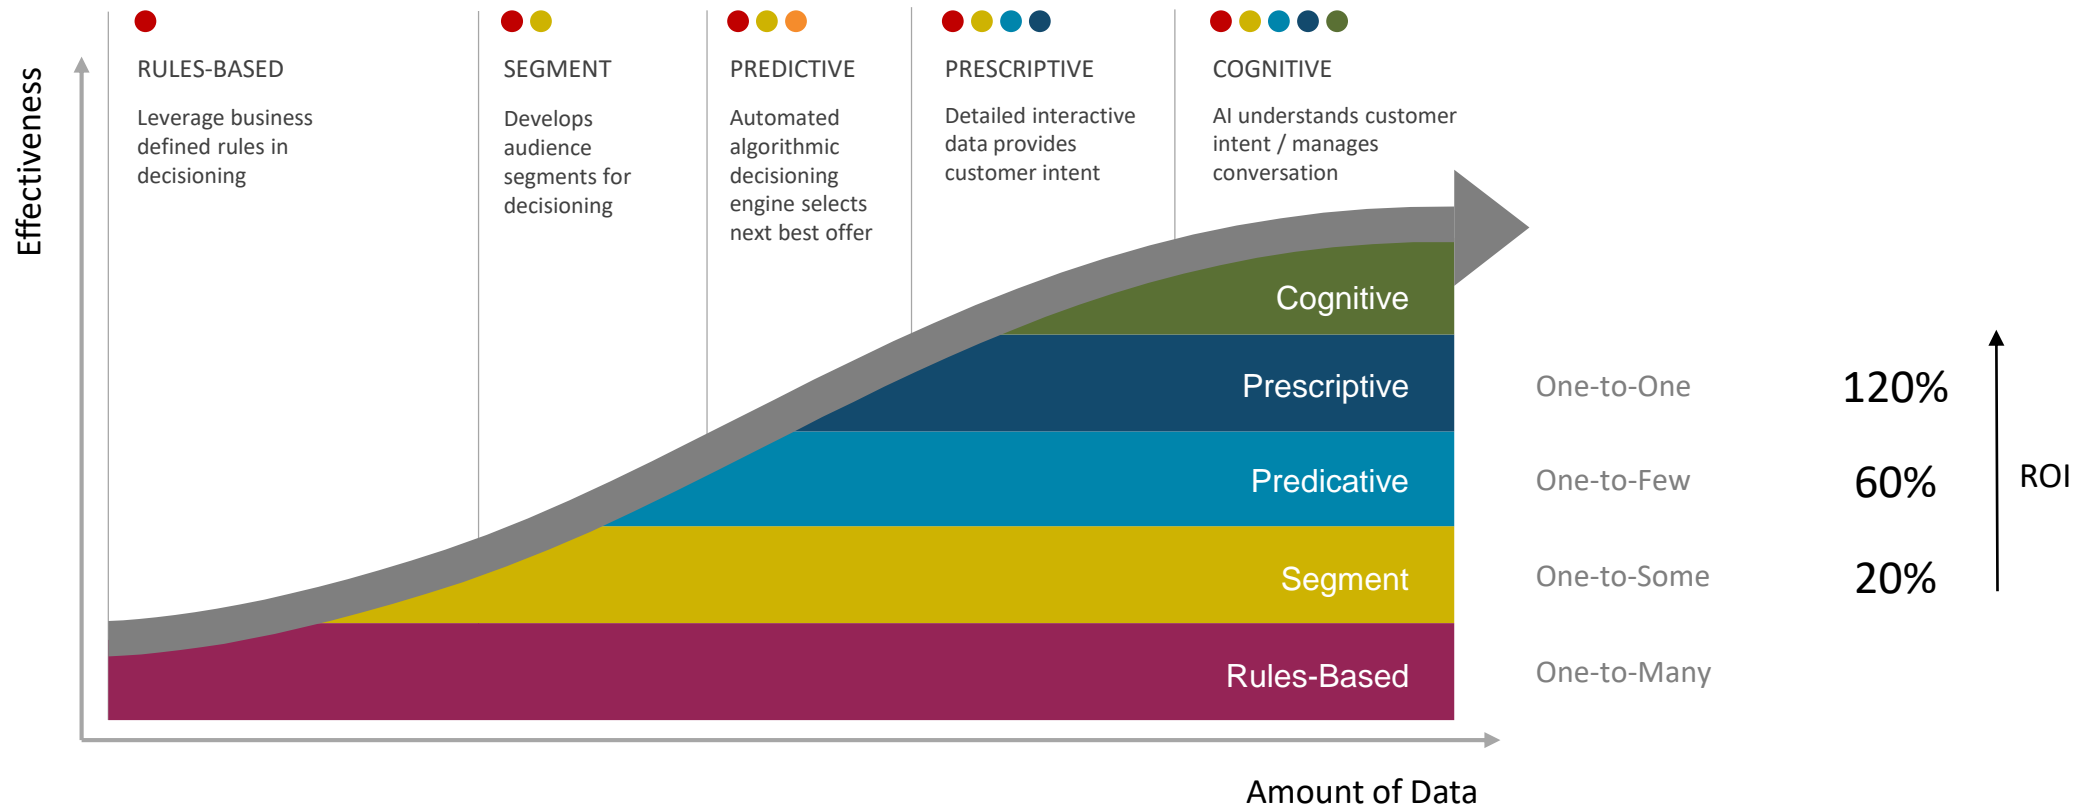 Effectiveness
RULES-BASED
Leverage business
defined rules in
decisioning
SEGMENT
Develops
audience
segments for
decisioning
PREDICTIVE
Automated
algorithmic
decisioning
engine selects
next best offer
PRESCRIPTIVE
Detailed interactive
data provides
customer intent
COGNITIVE
AI understands customer
intent / manages
conversation
Cognitive
Prescriptive
One-to-One
120%
Predicative
One-to-Few
60%
ROI
Segment
One-to-Some
20%
Rules-Based
One-to-Many
Amount of Data